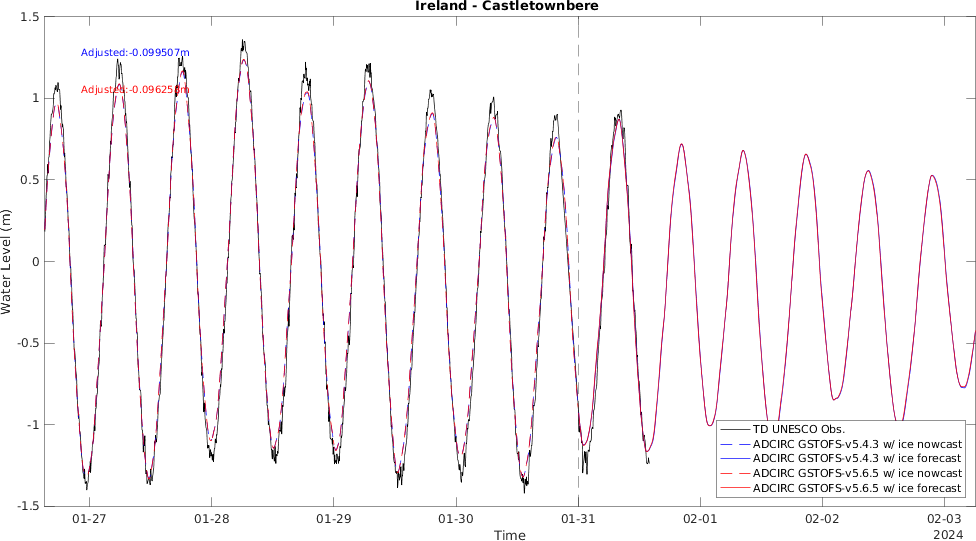 Ireland - Castletownbere
1.5
Adjusted:-0.099507m
1
Adjusted:-0.09625
0.5
Water Level (m)
0
-0.5
-1
TD UNESCO Obs.
ADCIRC GSTOFS-v5.4.3 w/ ice nowcast
ADCIRC GSTOFS-v5.4.3 w/ ice forecast
ADCIRC GSTOFS-v5.6.5 w/ ice nowcast
ADCIRC GSTOFS-v5.6.5 w/ ice forecast
-1.5
01-27 01-28 01-29 01-30 01-31 02-01 02-02 02-03
Time
2024